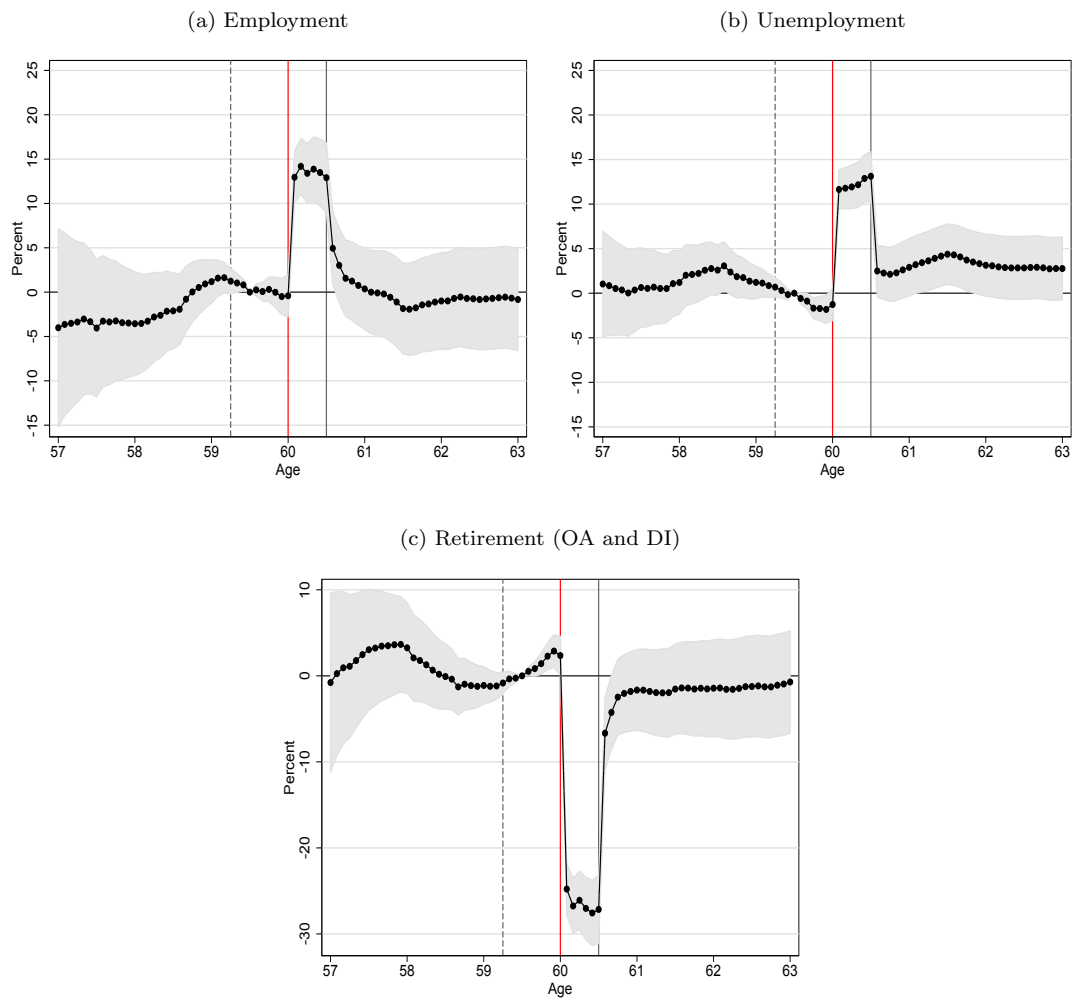 (a) Employment
25
20
15
10
5
0
-5
-10
-15
Percent
57 58 59 60 61 62 63
Age
(b) Unemployment
25
20
15
10
5
0
-5
-10
-15
Percent
57 58 59 60 61 62 63
Age
(c) Retirement (OA and DI)
10
0
-10
-20
-30
Percent
57 58 59 60 61 62 63
Age